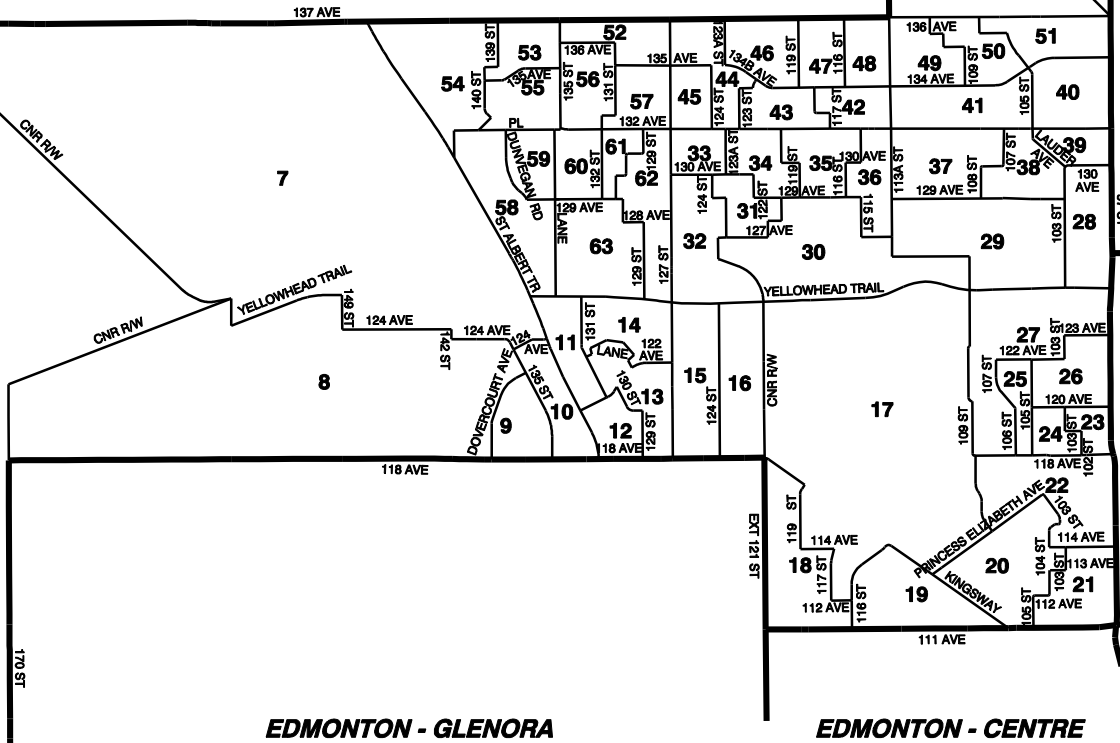 137 AVE
139 ST
53
52
136 AVE
135 AVE
123A ST
46
134B AVE
119 ST
47
116 ST
48
136 AVE
49
109 ST
50
51
134 AVE
54
140 ST
135 AVE
55
135 ST
56
131 ST
57
132 AVE
45
44
124 ST
123 ST
43
117 ST
42
41
105 ST
40
CNR R/W
7
PL
DUNVEGAN RD
59
60
132 ST
61
129 ST
62
33
130 AVE
123A ST
34
119 ST
35
130 AVE
116 ST
36
113A ST
37
129 AVE
108 ST
107 ST
38
LAUDER AVE
39
130
AVE
58
129 AVE
LANE
128 AVE
63
129 ST
127 ST
124 ST
32
31
122 ST
129 AVE
127 AVE
115 ST
30
29
103 ST
28
ST ALBERT TR
YELLOWHEAD TRAIL
YELLOWHEAD TRAIL
CNR R/W
149 ST
124 AVE
142 ST
124 AVE
124
AVE
11
131 ST
14
LANE
122
AVE
27
103 ST
123 AVE
122 AVE
8
DOVERCOURT AVE
9
135 ST
10
130 ST
13
12
129 ST
118 AVE
15
124 ST
16
CNR R/W
17
109 ST
107 ST
25
106 ST
105 ST
26
120 AVE
24
103 ST
23
102 ST
118 AVE
118 AVE
EXT 121 ST
119 ST
114 AVE
18
117 ST
112 AVE
116 ST
19
PRINCESS ELIZABETH AVE
22
103 ST
KINGSWAY
20
104 ST
114 AVE
113 AVE
103 ST
21
105 ST
112 AVE
111 AVE
170 ST
EDMONTON - GLENORA
EDMONTON - CENTRE